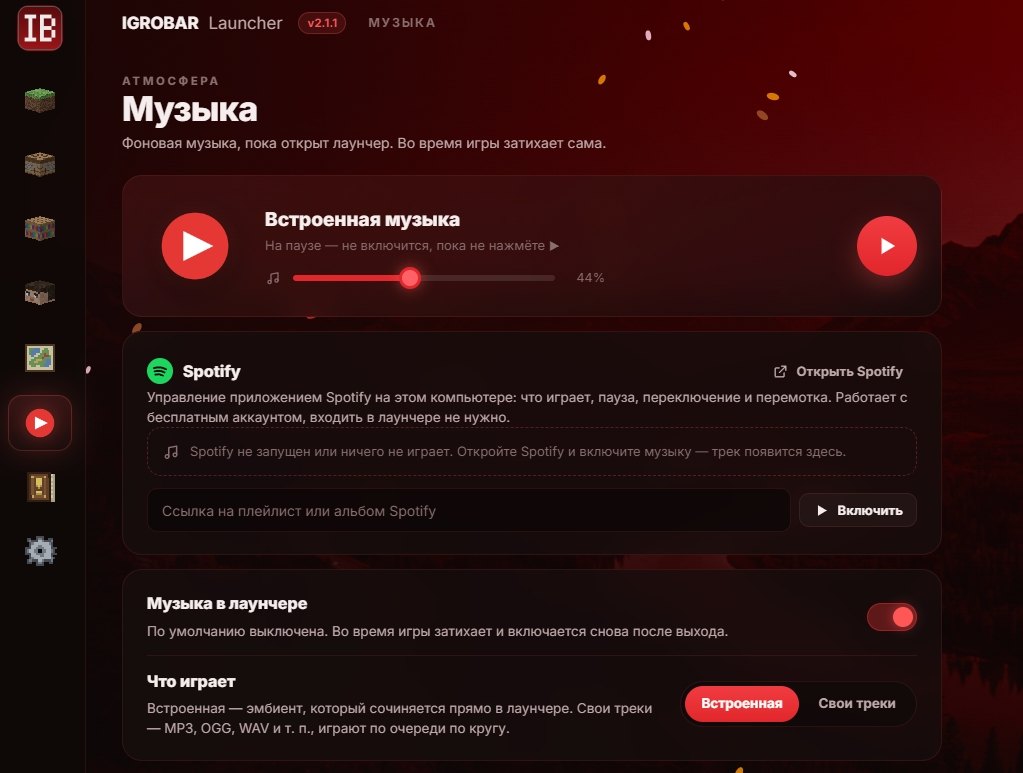 IB
IGROBAR Launcher v2.1.1 МУЗЫКА
АТМОСФЕРА
Музыка
Фоновая музыка, пока открыт лаунчер. Во время игры затихает сама.
Встроенная музыка
На паузе — не включится, пока не нажмёте ▶
44%
Spotify
Открыть Spotify
Управление приложением Spotify на этом компьютере: что играет, пауза, переключение и перемотка. Работает с
бесплатным аккаунтом, входить в лаунчере не нужно.
Spotify не запущен или ничего не играет. Откройте Spotify и включите музыку — трек появится здесь.
Ссылка на плейлист или альбом Spotify
Включить
Музыка в лаунчере
По умолчанию выключена. Во время игры затихает и включается снова после выхода.
Что играет
Встроенная — эмбиент, который сочиняется прямо в лаунчере. Свои треки
— MP3, OGG, WAV и т. п., играют по очереди по кругу.
Встроенная
Свои треки